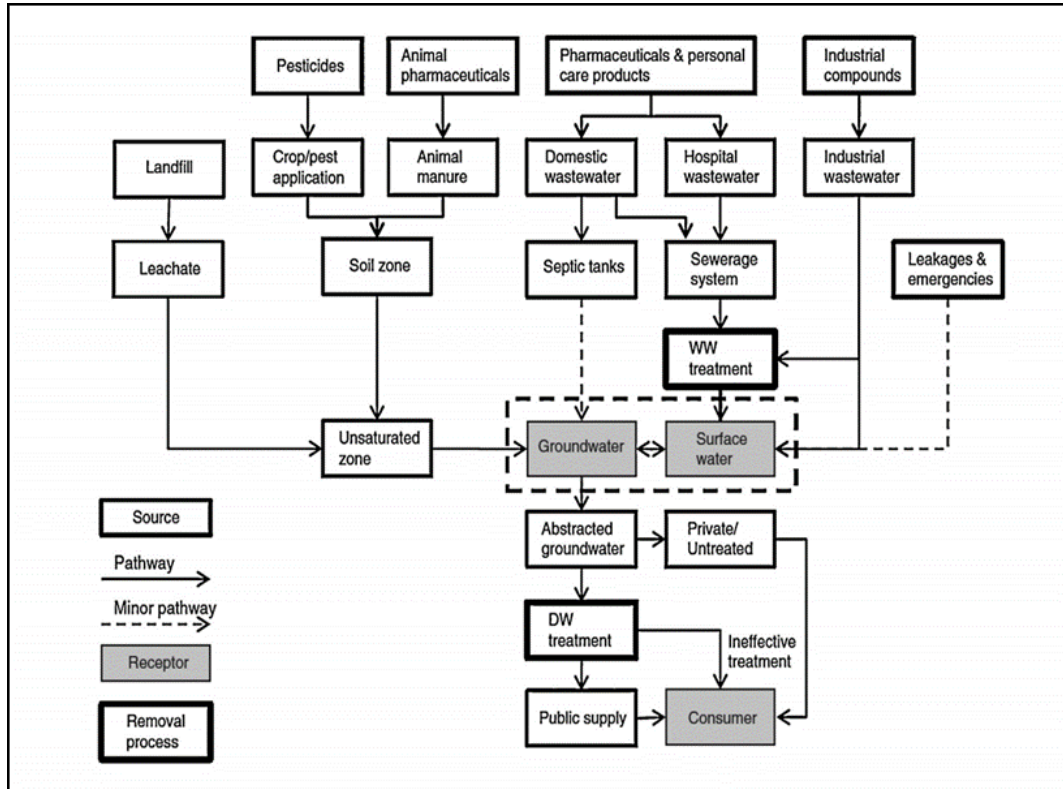 Pesticides
Animal
pharmaceuticals
Pharmaceuticals & personal
care products
Industrial
compounds
Landfill
Crop/pest
application
Animal
manure
Domestic
wastewater
Hospital
wastewater
Industrial
wastewater
Leachate
Soil zone
Septic tanks
Sewerage
system
Leakages &
emergencies
WW
treatment
Unsaturated
zone
Groundwater
Surface
water
Source
Pathway
Minor pathway
Receptor
Removal
process
Abstracted
groundwater
Private/
Untreated
DW
treatment
Ineffective
treatment
Public supply
Consumer